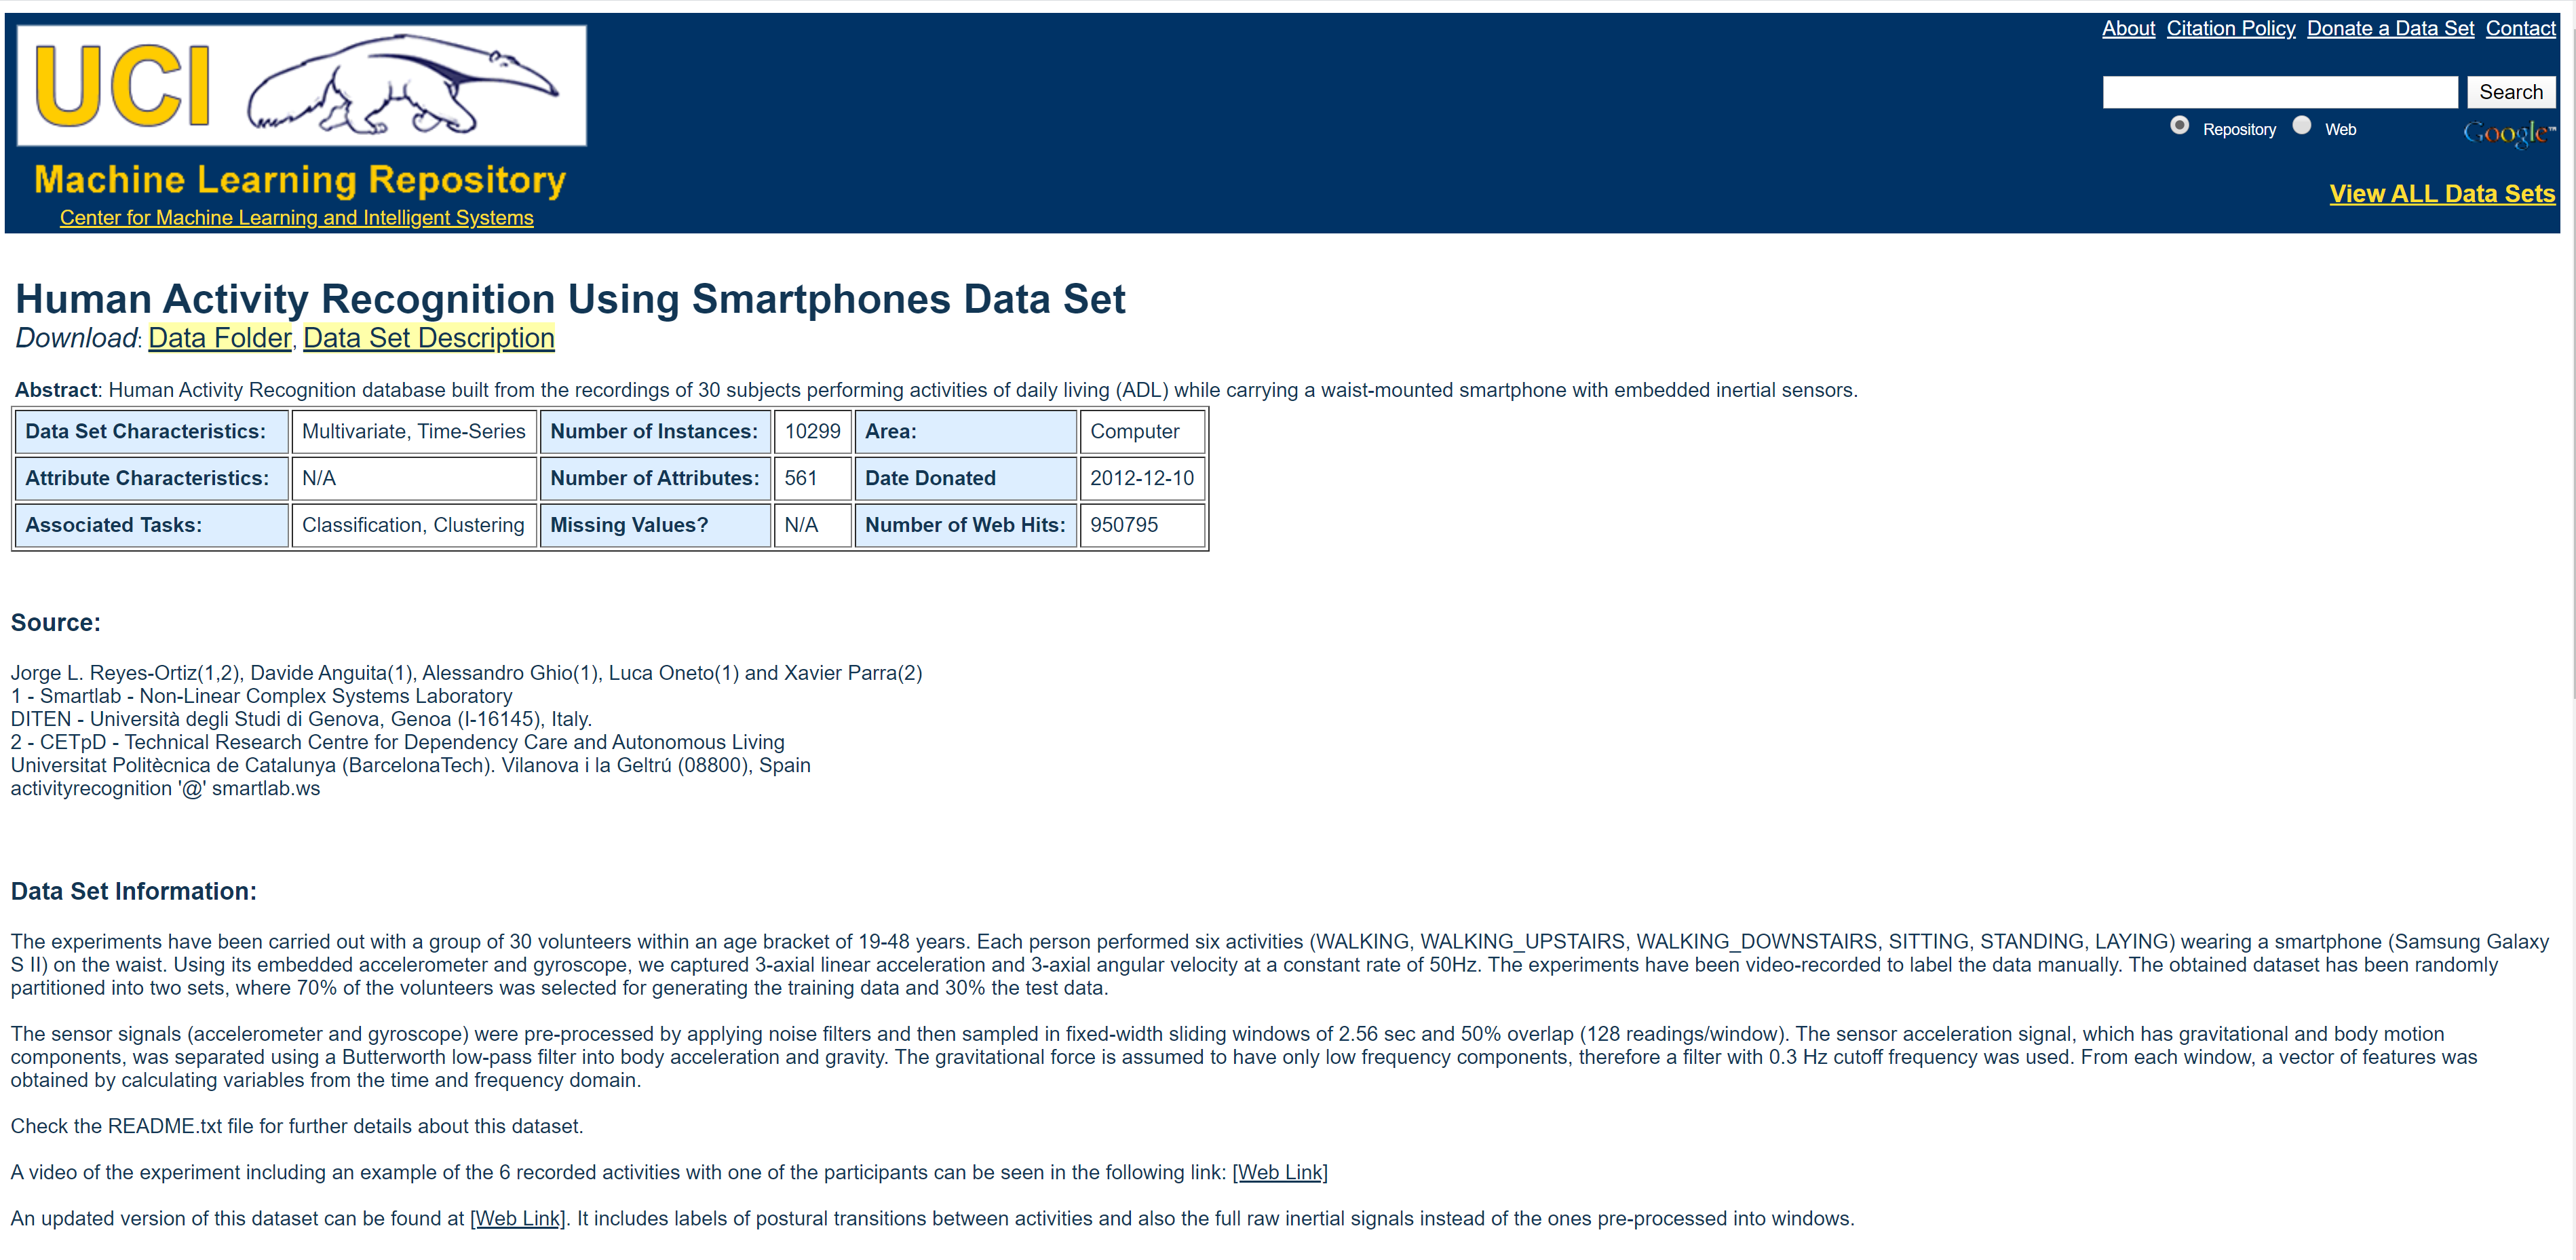 UCI
Machine Learning Repository
Center for Machine Learning and Intelligent Systems
About Citation Policy Donate a Data Set Contact
Search
Repository Web Google™
View ALL Data Sets
Human Activity Recognition Using Smartphones Data Set
Download: Data Folder, Data Set Description
Abstract: Human Activity Recognition database built from the recordings of 30 subjects performing activities of daily living (ADL) while carrying a waist-mounted smartphone with embedded inertial sensors.
Data Set Characteristics: Multivariate, Time-Series Number of Instances: 10299 Area: Computer
Attribute Characteristics: N/A Number of Attributes: 561 Date Donated 2012-12-10
Associated Tasks: Classification, Clustering Missing Values? N/A Number of Web Hits: 950795
Source:
Jorge L. Reyes-Ortiz(1,2), Davide Anguita(1), Alessandro Ghio(1), Luca Oneto(1) and Xavier Parra(2)
1 - Smartlab - Non-Linear Complex Systems Laboratory
DITEN - Università degli Studi di Genova, Genoa (I-16145), Italy.
2 - CETpD - Technical Research Centre for Dependency Care and Autonomous Living
Universitat Politècnica de Catalunya (BarcelonaTech). Vilanova i la Geltrú (08800), Spain
activityrecognition '@' smartlab.ws
Data Set Information:
The experiments have been carried out with a group of 30 volunteers within an age bracket of 19-48 years. Each person performed six activities (WALKING, WALKING_UPSTAIRS, WALKING_DOWNSTAIRS, SITTING, STANDING, LAYING) wearing a smartphone (Samsung Galaxy
S II) on the waist. Using its embedded accelerometer and gyroscope, we captured 3-axial linear acceleration and 3-axial angular velocity at a constant rate of 50Hz. The experiments have been video-recorded to label the data manually. The obtained dataset has been randomly
partitioned into two sets, where 70% of the volunteers was selected for generating the training data and 30% the test data.
The sensor signals (accelerometer and gyroscope) were pre-processed by applying noise filters and then sampled in fixed-width sliding windows of 2.56 sec and 50% overlap (128 readings/window). The sensor acceleration signal, which has gravitational and body motion
components, was separated using a Butterworth low-pass filter into body acceleration and gravity. The gravitational force is assumed to have only low frequency components, therefore a filter with 0.3 Hz cutoff frequency was used. From each window, a vector of features was
obtained by calculating variables from the time and frequency domain.
Check the README.txt file for further details about this dataset.
A video of the experiment including an example of the 6 recorded activities with one of the participants can be seen in the following link: [Web Link]
An updated version of this dataset can be found at [Web Link]. It includes labels of postural transitions between activities and also the full raw inertial signals instead of the ones pre-processed into windows.